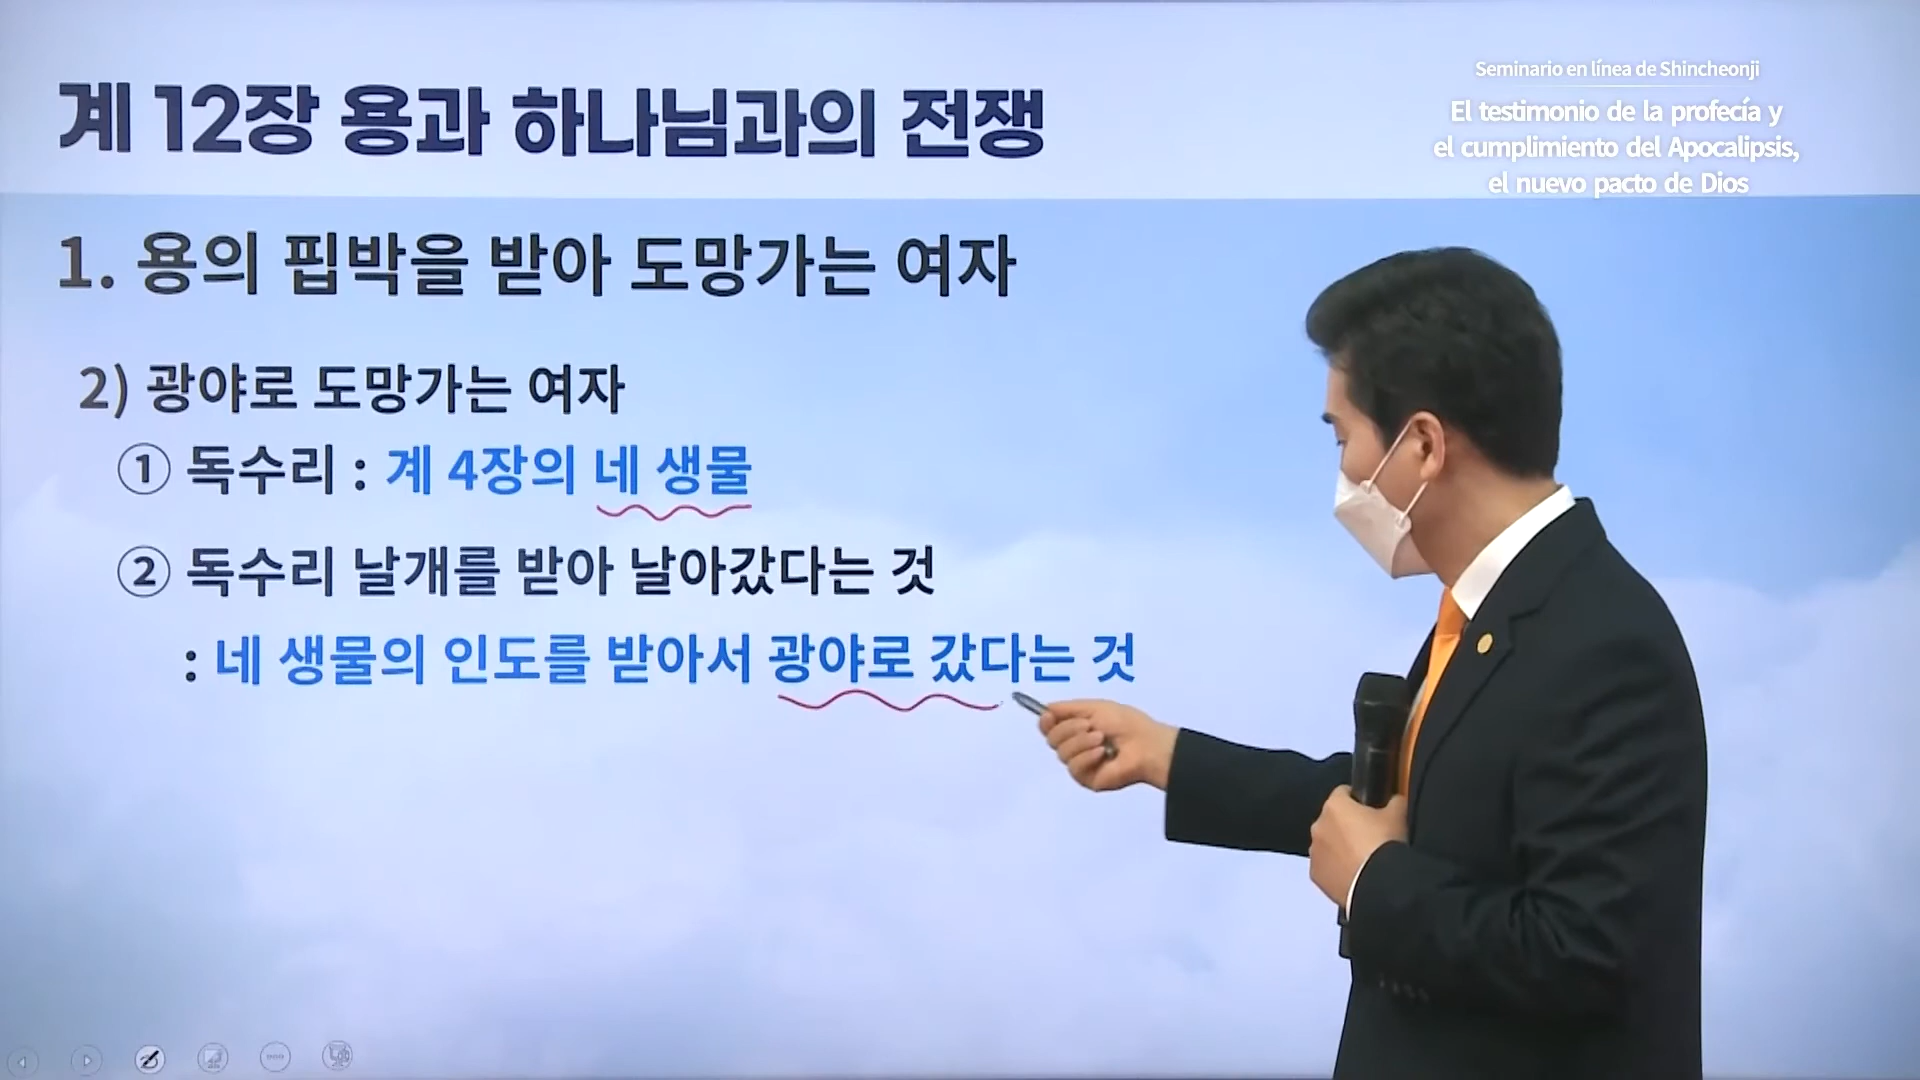 계 12장 용과 하나님과의 전쟁
Seminario en línea de Shincheonji
El testimonio de la profecía y
el cumplimiento del Apocalipsis,
el nuevo pacto de Dios
1. 용의 핍박을 받아 도망가는 여자
2) 광야로 도망가는 여자
① 독수리 : 계 4장의 네 생물
② 독수리 날개를 받아 날아갔다는 것
: 네 생물의 인도를 받아서 광야로 갔다는 것